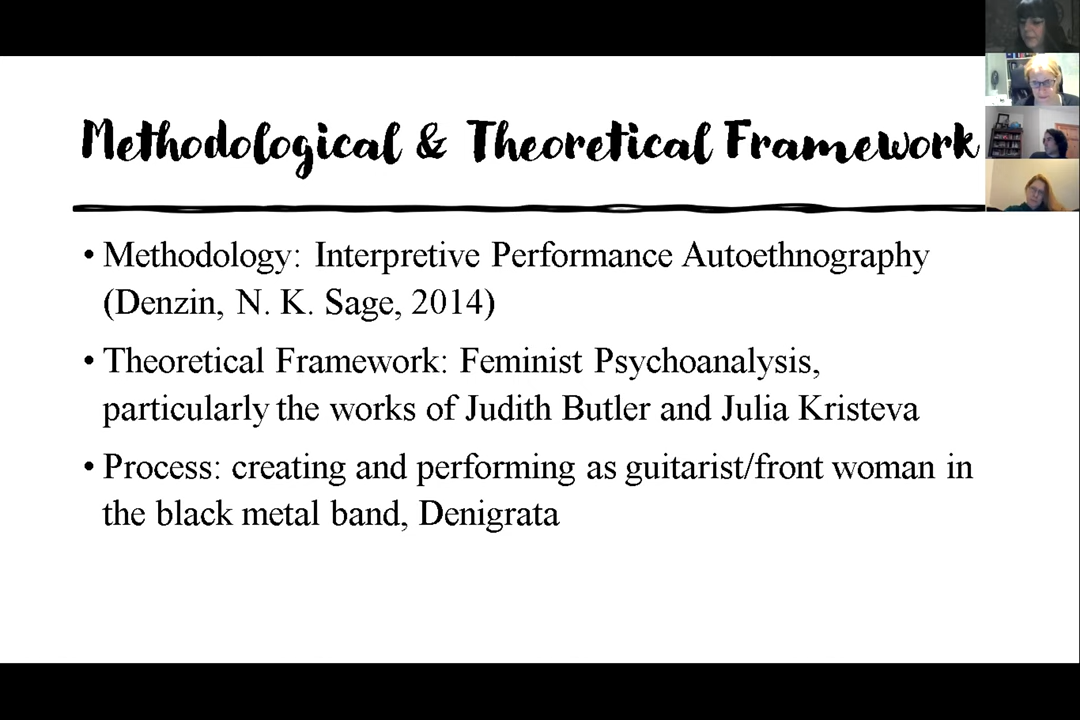 Methodological & Theoretical Framework
• Methodology: Interpretive Performance Autoethnography
(Denzin, N. K. Sage, 2014)
• Theoretical Framework: Feminist Psychoanalysis,
particularly the works of Judith Butler and Julia Kristeva
• Process: creating and performing as guitarist/front woman in
the black metal band, Denigrata